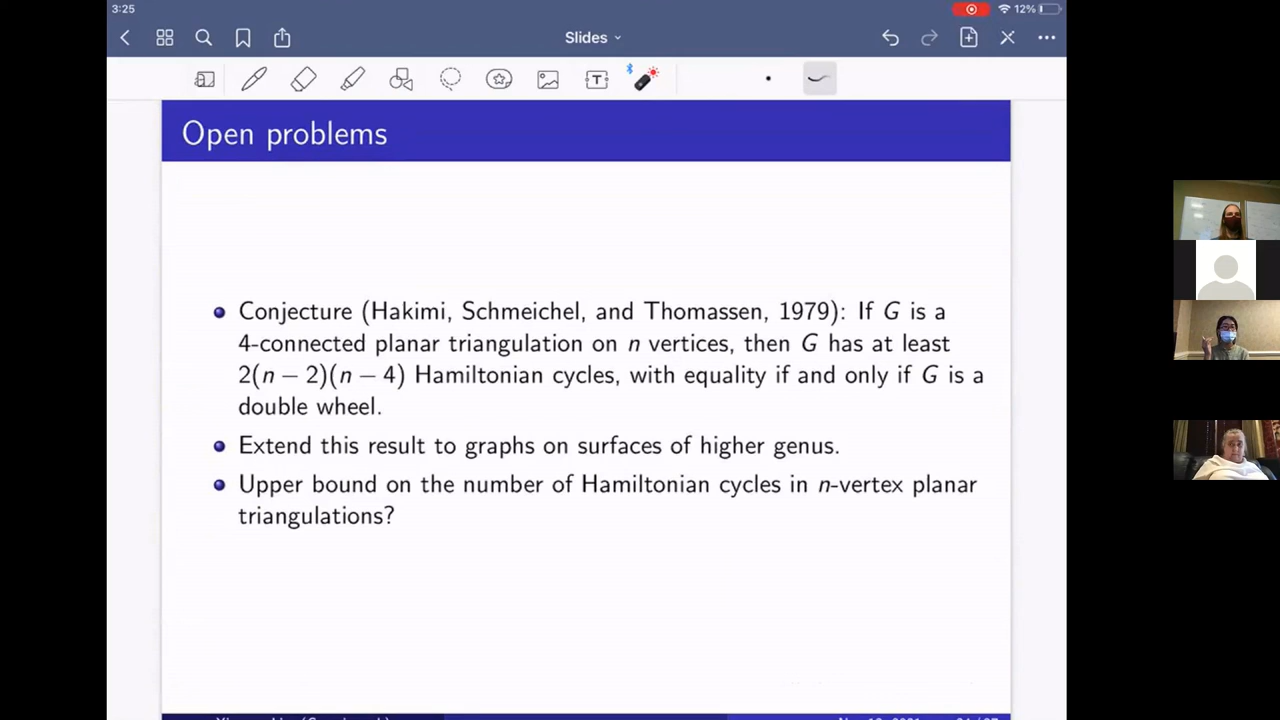 3:25
12%
Slides
T
Open problems
Conjecture (Hakimi, Schmeichel, and Thomassen, 1979): If G is a
4-connected planar triangulation on n vertices, then G has at least
2(n − 2)(n − 4) Hamiltonian cycles, with equality if and only if G is a
double wheel.
Extend this result to graphs on surfaces of higher genus.
Upper bound on the number of Hamiltonian cycles in n-vertex planar
triangulations?